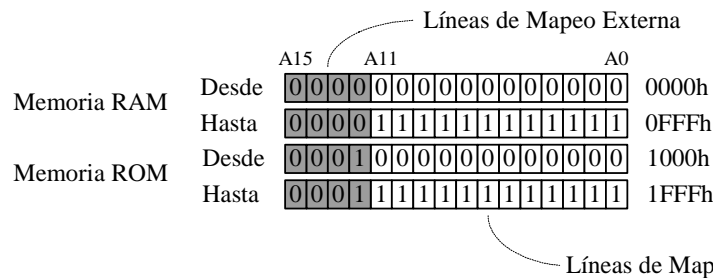 Líneas de Mapeo Externa
A15 A11 A0
Memoria RAM
Desde 0 0 0 0 0 0 0 0 0 0 0 0 0 0 0 0 0000h
Hasta 0 0 0 0 1 1 1 1 1 1 1 1 1 1 1 1 0FFFh
Memoria ROM
Desde 0 0 0 1 0 0 0 0 0 0 0 0 0 0 0 0 1000h
Hasta 0 0 0 1 1 1 1 1 1 1 1 1 1 1 1 1 1FFFh
Líneas de Map